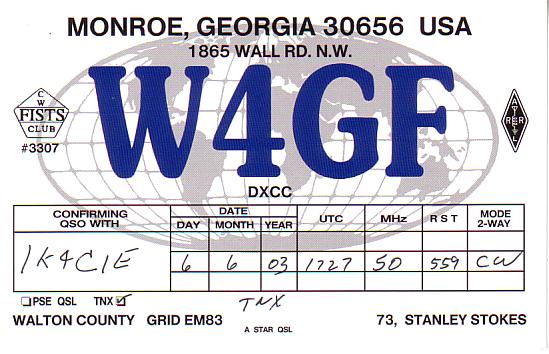 MONROE, GEORGIA 30656 USA
1865 WALL RD. N.W.
W4GF
CW
FISTS
CLUB
#3307
ARRL
DXCC
CONFIRMING QSO WITH DATE UTC MHz RST MODE 2-WAY
DAY MONTH YEAR
IK4CIE 6 6 03 1727 50 559 CW
PSE QSL TNX TNX
WALTON COUNTY GRID EM83 A STAR QSL 73, STANLEY STOKES